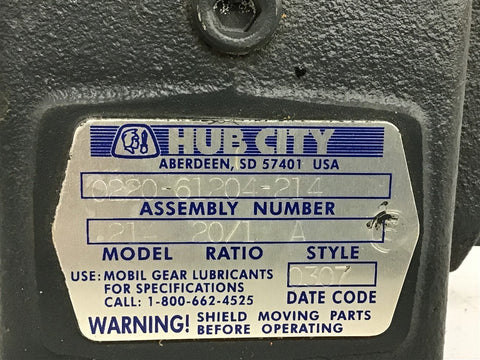 HUB CITY
ABERDEEN, SD 57401 USA
0220-61204-214
ASSEMBLY NUMBER
.21- 20/1 A
MODEL RATIO STYLE
USE: MOBIL GEAR LUBRICANTS
FOR SPECIFICATIONS
CALL: 1-800-662-4525
0307
DATE CODE
WARNING! SHIELD MOVING PARTS
BEFORE OPERATING